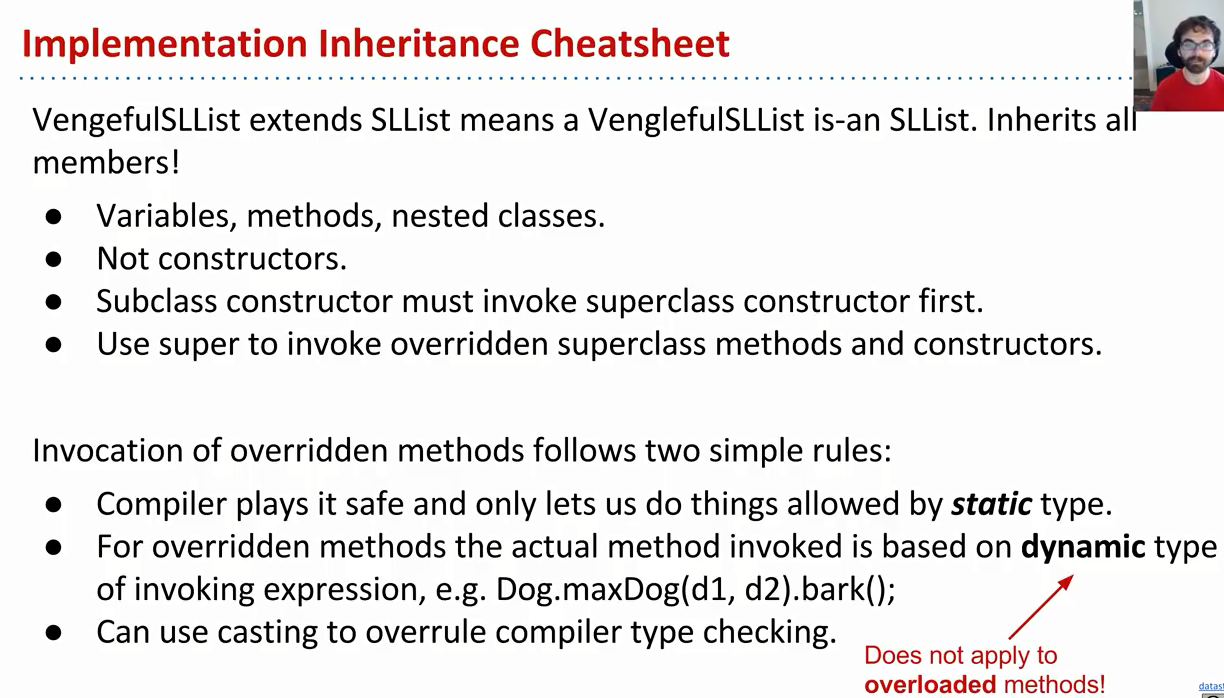 Implementation Inheritance Cheatsheet
VengefulSLList extends SLList means a VenglefulSLList is-an SLList. Inherits all
members!
● Variables, methods, nested classes.
● Not constructors.
● Subclass constructor must invoke superclass constructor first.
● Use super to invoke overridden superclass methods and constructors.
Invocation of overridden methods follows two simple rules:
● Compiler plays it safe and only lets us do things allowed by static type.
● For overridden methods the actual method invoked is based on dynamic type
of invoking expression, e.g. Dog.maxDog(d1, d2).bark();
● Can use casting to overrule compiler type checking.
Does not apply to
overloaded methods!